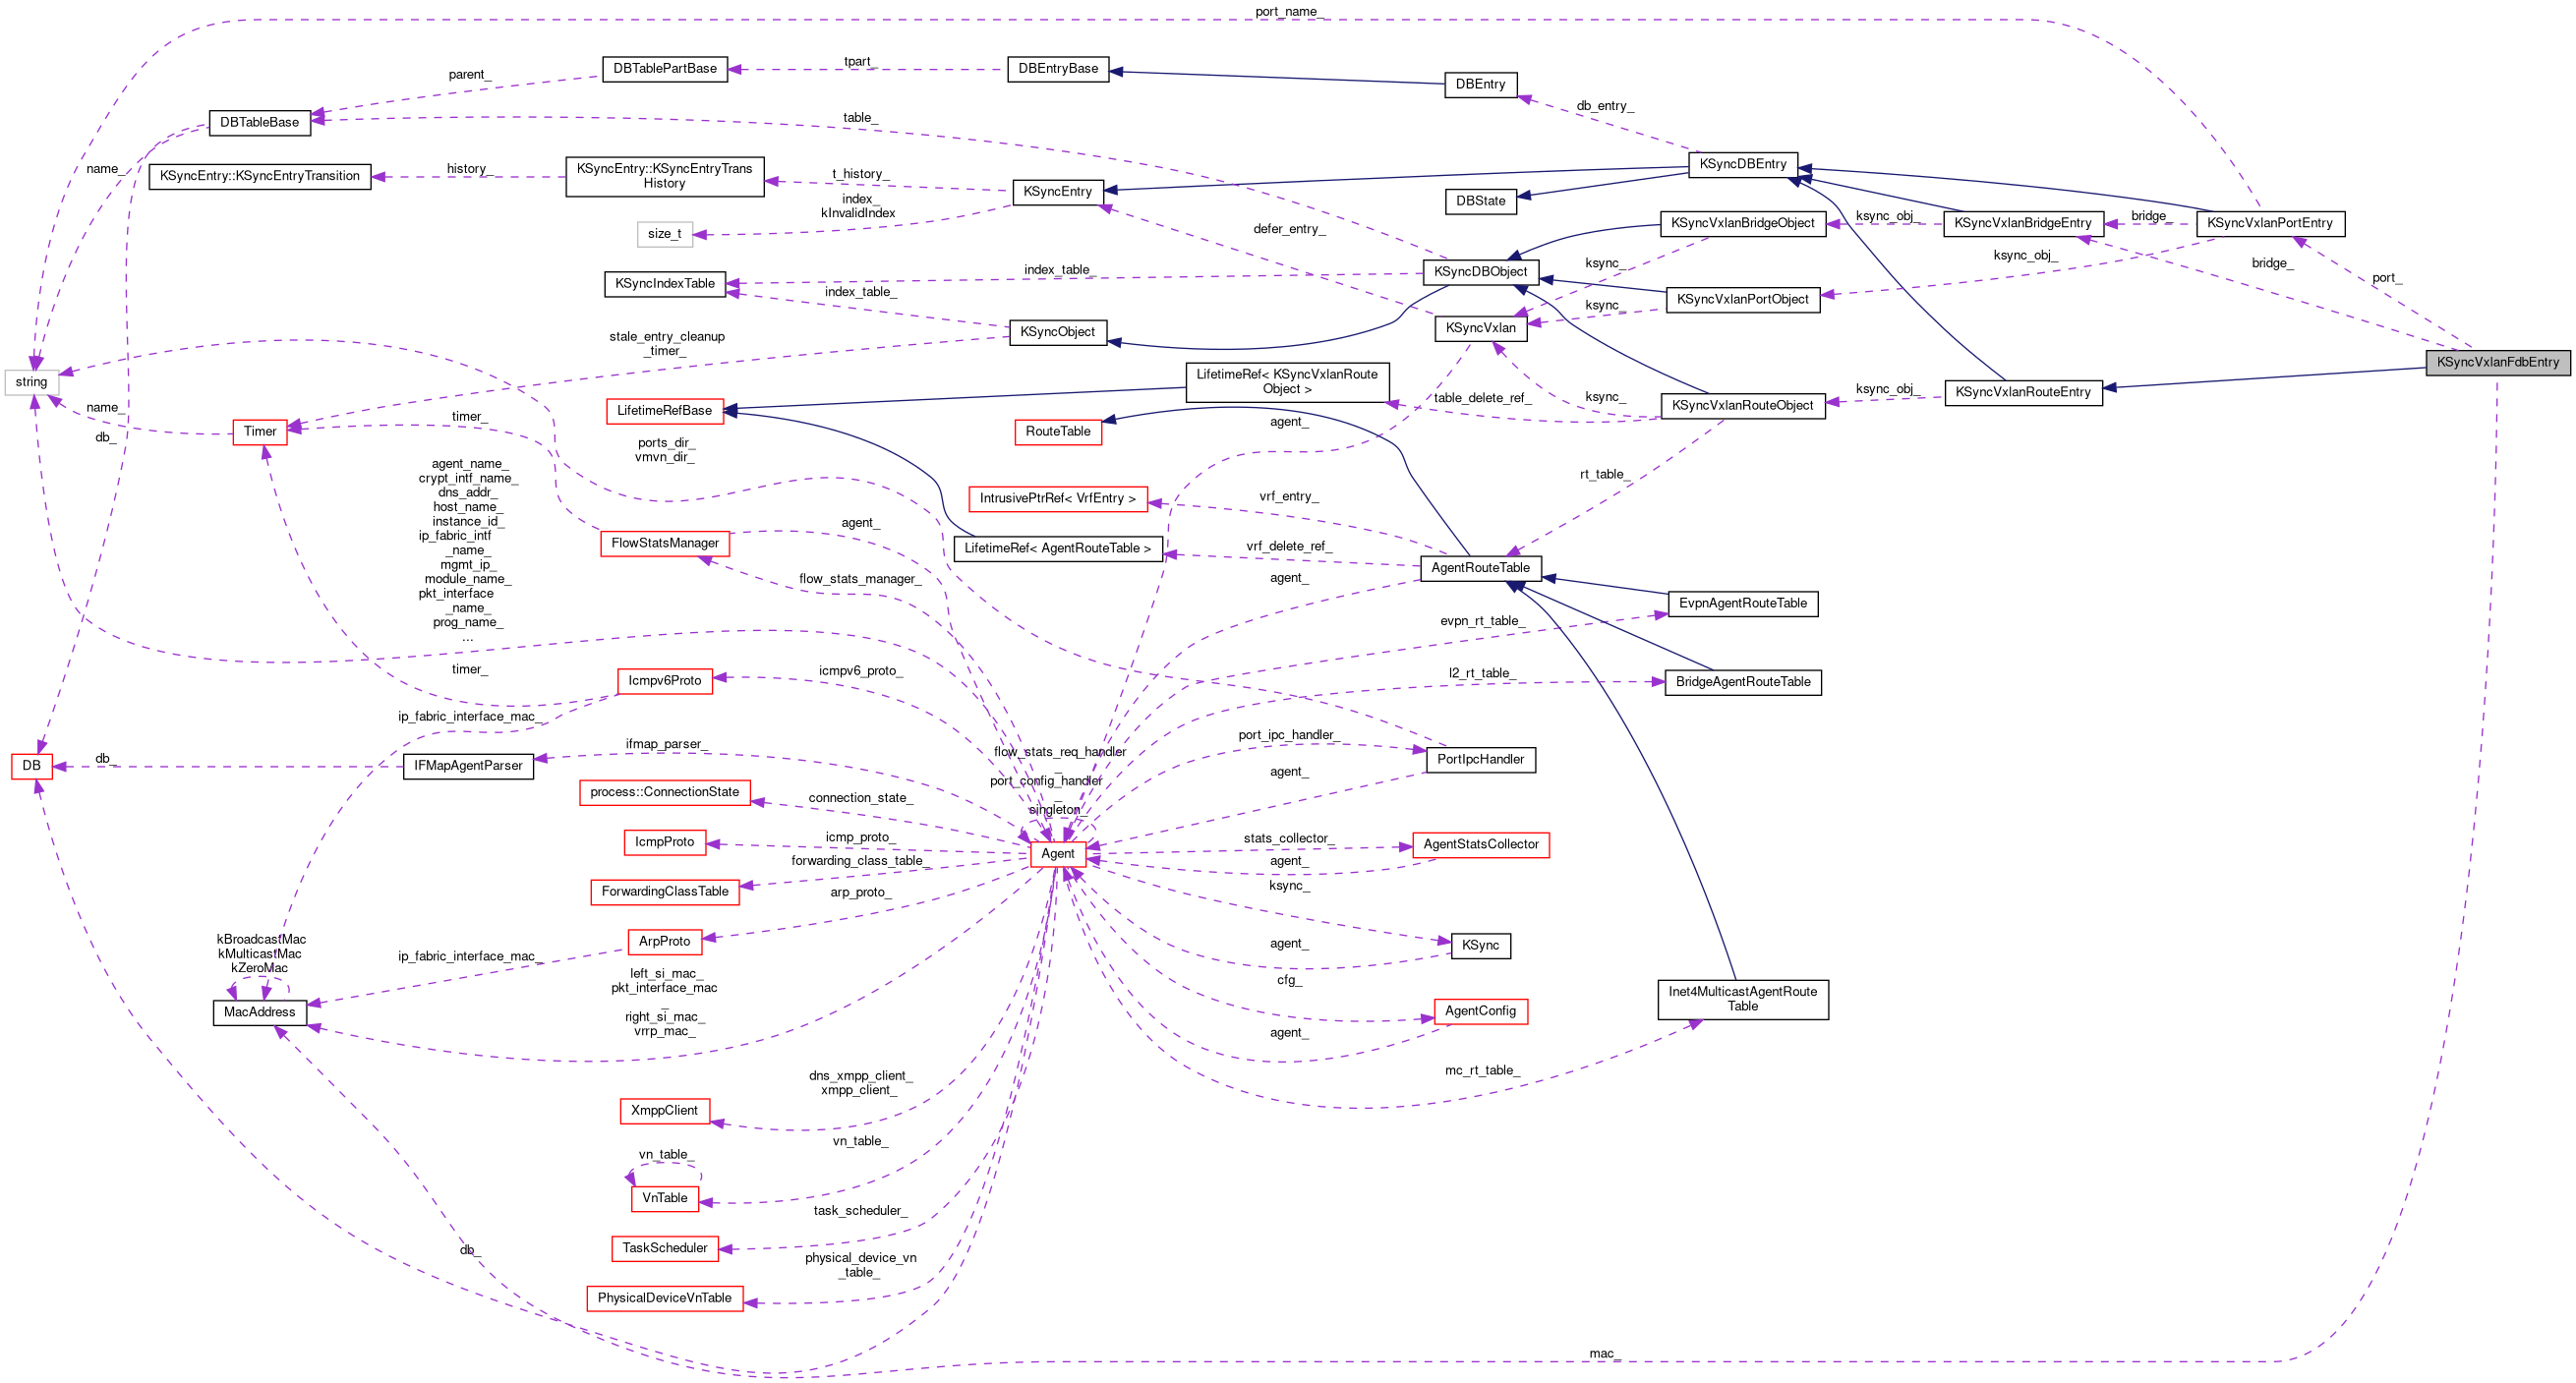 port_name_
DBTablePartBase
tpart_
DBEntryBase
parent_
DBEntry
db_entry_
DBTableBase
table_
name_
KSyncEntry::KSyncEntryTransition
history_
KSyncEntry::KSyncEntryTrans
History
t_history_
KSyncEntry
KSyncDBEntry
index_
kInvalidIndex
DBState
size_t
defer_entry_
KSyncVxlanBridgeObject
ksync_obj_
KSyncVxlanBridgeEntry
bridge_
KSyncVxlanPortEntry
ksync_obj_
bridge_
port_
KSyncIndexTable
index_table_
KSyncDBObject
ksync_
index_table_
KSyncVxlanPortObject
ksync_
KSyncObject
KSyncVxlan
stale_entry_cleanup
_timer_
KSyncVxlanFdbEntry
string
LifetimeRef< KSyncVxlanRoute
Object >
KSyncVxlanRouteEntry
ksync_obj_
KSyncVxlanRouteObject
ksync_
table_delete_ref_
name_
LifetimeRefBase
timer_
Timer
RouteTable
agent_
db_
ports_dir_
vmvn_dir_
rt_table_
agent_name_
crypt_intf_name_
dns_addr_
host_name_
instance_id_
ip_fabric_intf
_name_
mgmt_ip_
module_name_
pkt_interface
_name_
prog_name_
...
IntrusivePtrRef< VrfEntry >
vrf_entry_
FlowStatsManager
agent_
LifetimeRef< AgentRouteTable >
vrf_delete_ref_
AgentRouteTable
flow_stats_manager_
agent_
EvpnAgentRouteTable
evpn_rt_table_
timer_
Icmpv6Proto
icmpv6_proto_
l2_rt_table_
BridgeAgentRouteTable
ip_fabric_interface_mac_
DB
db_
IFMapAgentParser
ifmap_parser_
flow_stats_req_handler
_
port_config_handler
_
singleton_
port_ipc_handler_
PortIpcHandler
agent_
process::ConnectionState
connection_state_
IcmpProto
icmp_proto_
Agent
stats_collector_
AgentStatsCollector
agent_
forwarding_class_table_
ForwardingClassTable
arp_proto_
ksync_
ArpProto
KSync
agent_
kBroadcastMac
kMulticastMac
kZeroMac
ip_fabric_interface_mac_
MacAddress
left_si_mac_
pkt_interface_mac
_
right_si_mac_
vrrp_mac_
cfg_
AgentConfig
agent_
Inet4MulticastAgentRoute
Table
mc_rt_table_
dns_xmpp_client_
xmpp_client_
XmppClient
vn_table_
vn_table_
VnTable
task_scheduler_
TaskScheduler
db_
physical_device_vn
_table_
PhysicalDeviceVnTable
mac_